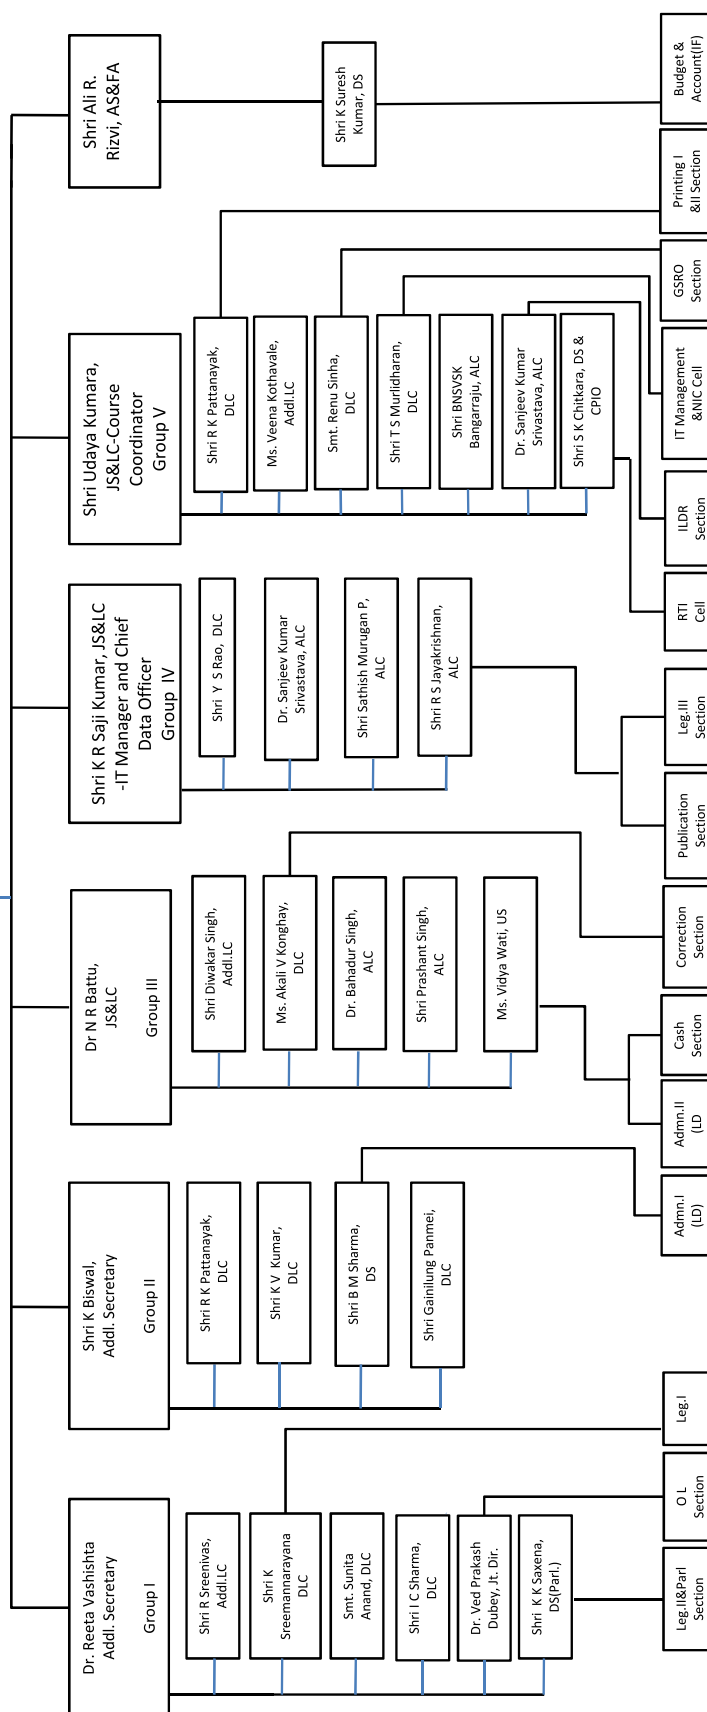 Dr. Reeta Vashishta
Addl. Secretary
Group I
Shri R Sreenivas,
Addl.LC
Shri K
Sreemannarayana
DLC
Smt. Sunita
Anand, DLC
Shri I C Sharma,
DLC
Dr. Ved Prakash
Dubey, Jt. Dir.
Shri K K Saxena,
DS(Parl.)
Leg.II&Parl
Section
O L
Section
Leg.I
Shri K Biswal,
Addl. Secretary
Group II
Shri R K Pattanayak,
DLC
Shri K V Kumar,
DLC
Shri B M Sharma,
DS
Shri Gainilung Panmei,
DLC
Admn.I
(LD)
Dr N R Battu,
JS&LC
Group III
Shri Diwakar Singh,
Addl.LC
Ms. Akali V Konghay,
DLC
Dr. Bahadur Singh,
ALC
Shri Prashant Singh,
ALC
Ms. Vidya Wati, US
Admn.II
(LD
Cash
Section
Correction
Section
Shri K R Saji Kumar, JS&LC
-IT Manager and Chief
Data Officer
Group IV
Shri Y S Rao, DLC
Dr. Sanjeev Kumar
Srivastava, ALC
Shri Sathish Murugan P,
ALC
Shri R S Jayakrishnan,
ALC
Publication
Section
Leg.III
Section
Shri Udaya Kumara,
JS&LC-Course
Coordinator
Group V
Shri R K Pattanayak,
DLC
Ms. Veena Kothavale,
Addl.LC
Smt. Renu Sinha,
DLC
Shri T S Murlidharan,
DLC
Shri BNSVSK
Bangarraju, ALC
Dr. Sanjeev Kumar
Srivastava, ALC
Shri S K Chitkara, DS &
CPIO
RTI
Cell
ILDR
Section
IT Management
&NIC Cell
GSRO
Section
Printing I
&II Section
Shri Ali R.
Rizvi, AS&FA
Shri K Suresh
Kumar, DS
Budget &
Account(IF)